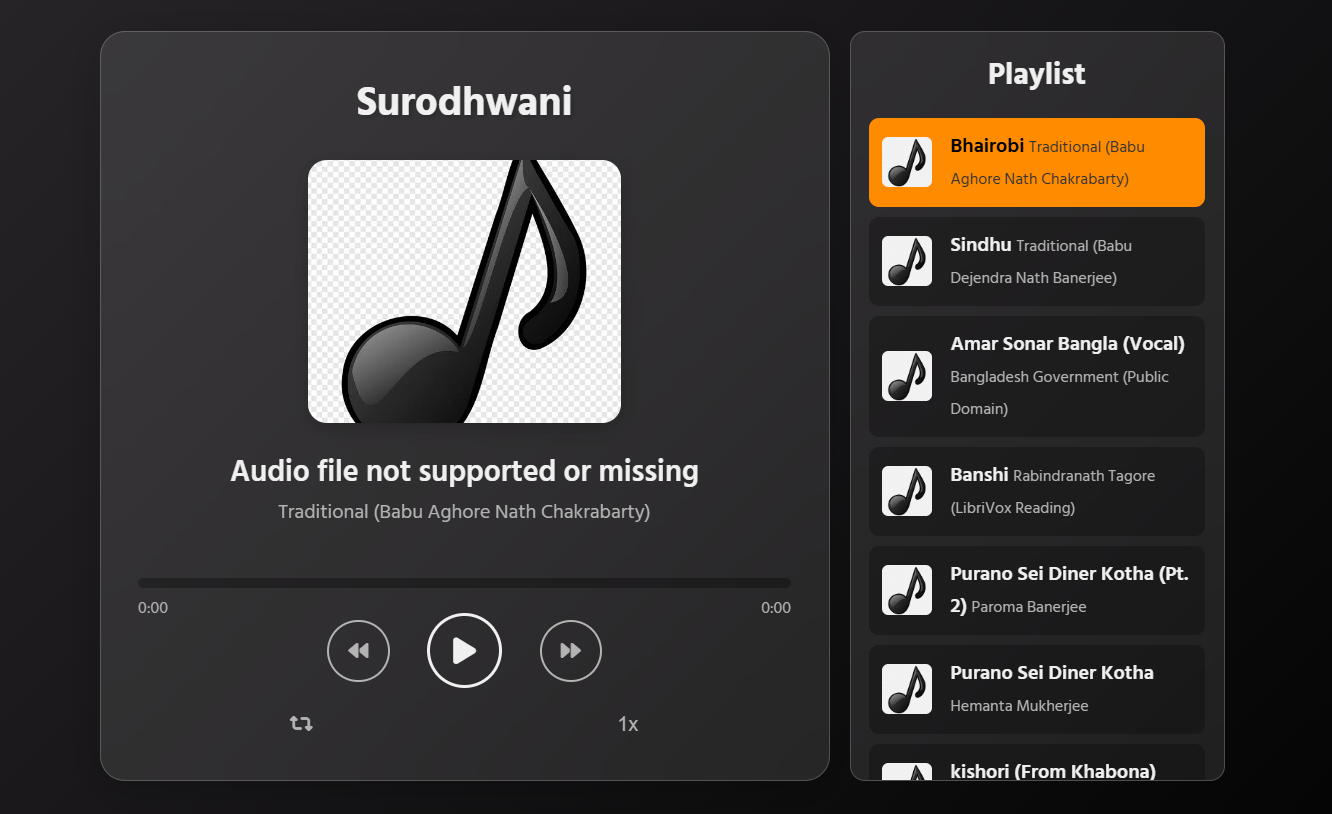 Surodhwani
Audio file not supported or missing
Traditional (Babu Aghore Nath Chakrabarty)
0:00
0:00
1x
Playlist
Bhairobi Traditional (Babu
Aghore Nath Chakrabarty)
Sindhu Traditional (Babu
Dejendra Nath Banerjee)
Amar Sonar Bangla (Vocal)
Bangladesh Government (Public
Domain)
Banshi Rabindranath Tagore
(LibriVox Reading)
Purano Sei Diner Kotha (Pt.
2) Paroma Banerjee
Purano Sei Diner Kotha
Hemanta Mukherjee
kishori (From Khabona)